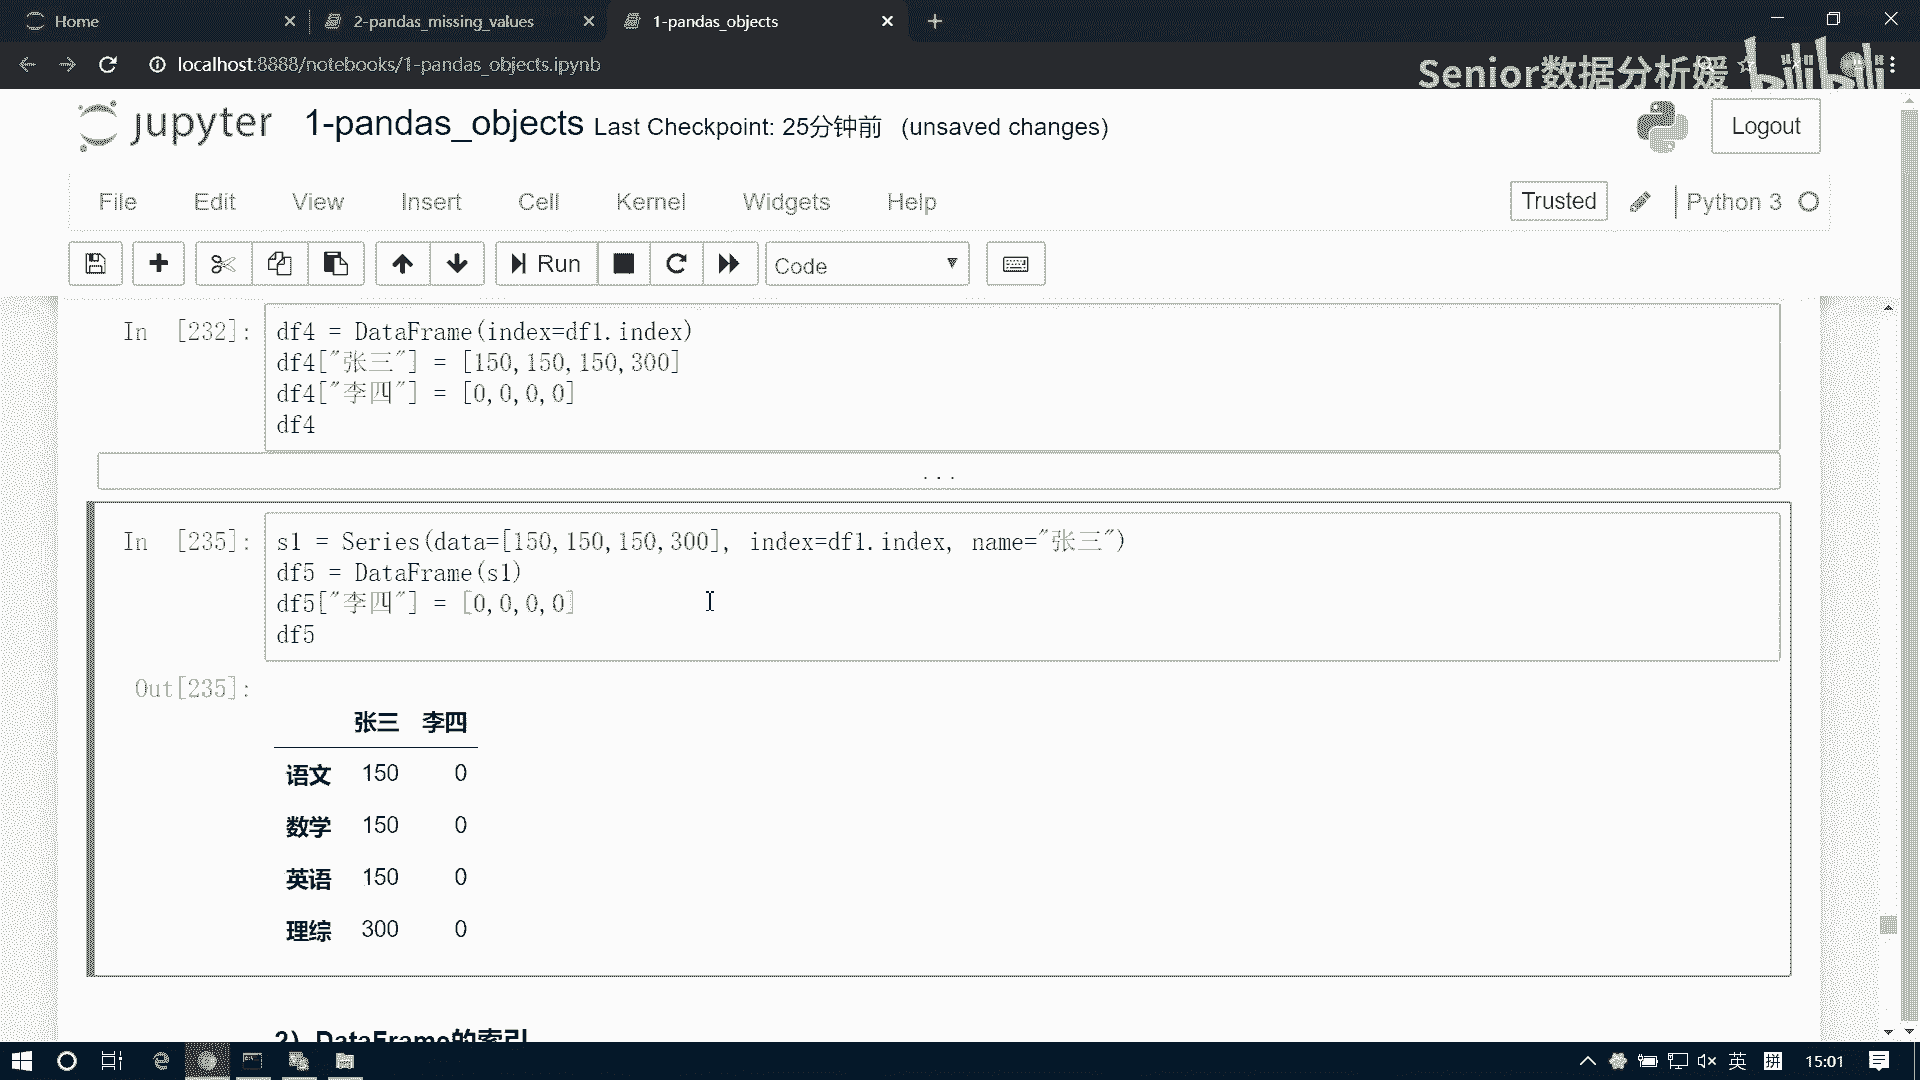 Home
2-pandas_missing_values
1-pandas_objects
localhost:8888/notebooks/1-pandas_objects.ipynb
Senior数据分析媛
bilibili
jupyter 1-pandas_objects Last Checkpoint: 25分钟前 (unsaved changes)
Logout
File Edit View Insert Cell Kernel Widgets Help
Trusted
Python 3
Run
Code
In [232]:
df4 = DataFrame(index=df1.index)
df4["张三"] = [150,150,150,300]
df4["李四"] = [0,0,0,0]
df4
...
In [235]:
s1 = Series(data=[150,150,150,300], index=df1.index, name="张三")
df5 = DataFrame(s1)
df5["李四"] = [0,0,0,0]
df5
Out[235]:
张三 李四
语文 150 0
数学 150 0
英语 150 0
理综 300 0
2) DataFrame的索引
英
拼
15:01